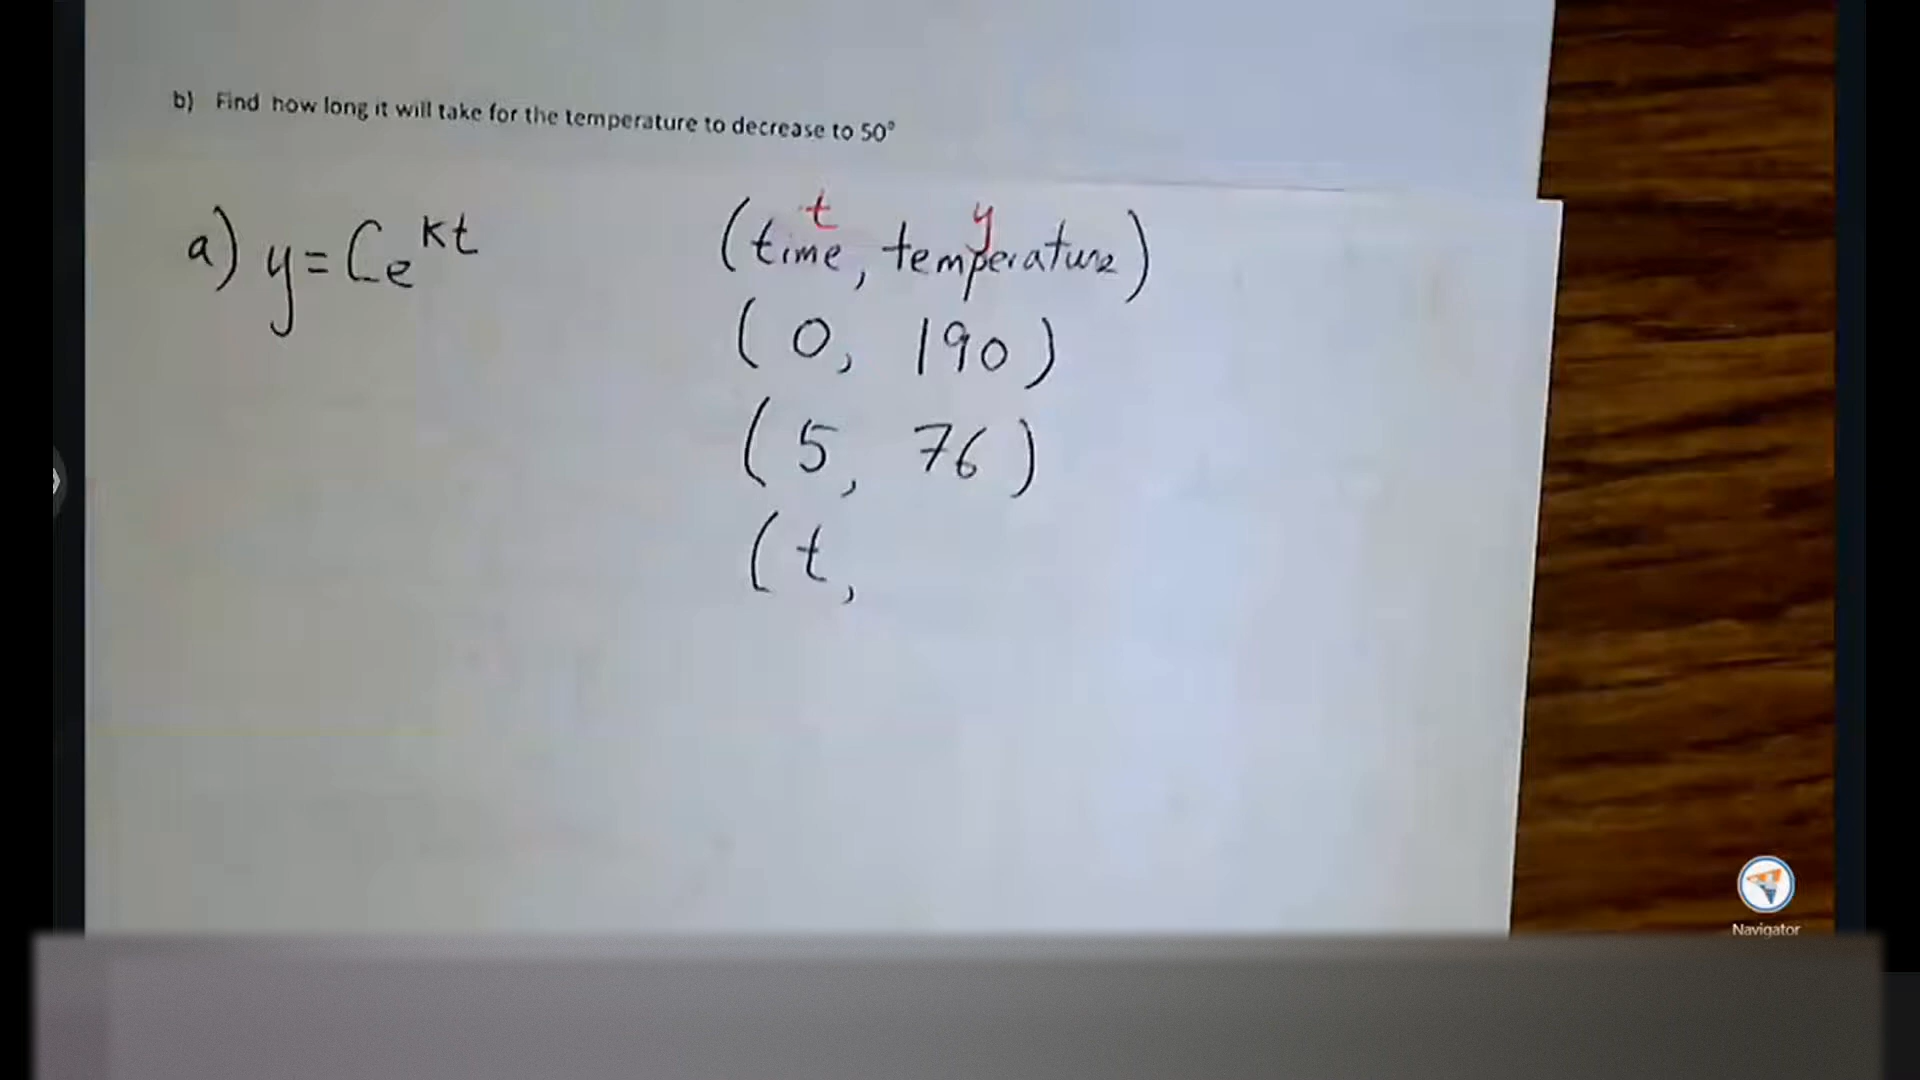 b) Find how long it will take for the temperature to decrease to 50°
t y
a) y = Ce^kt (time, temperature)
(0, 190)
(5, 76)
(t,
Navigator